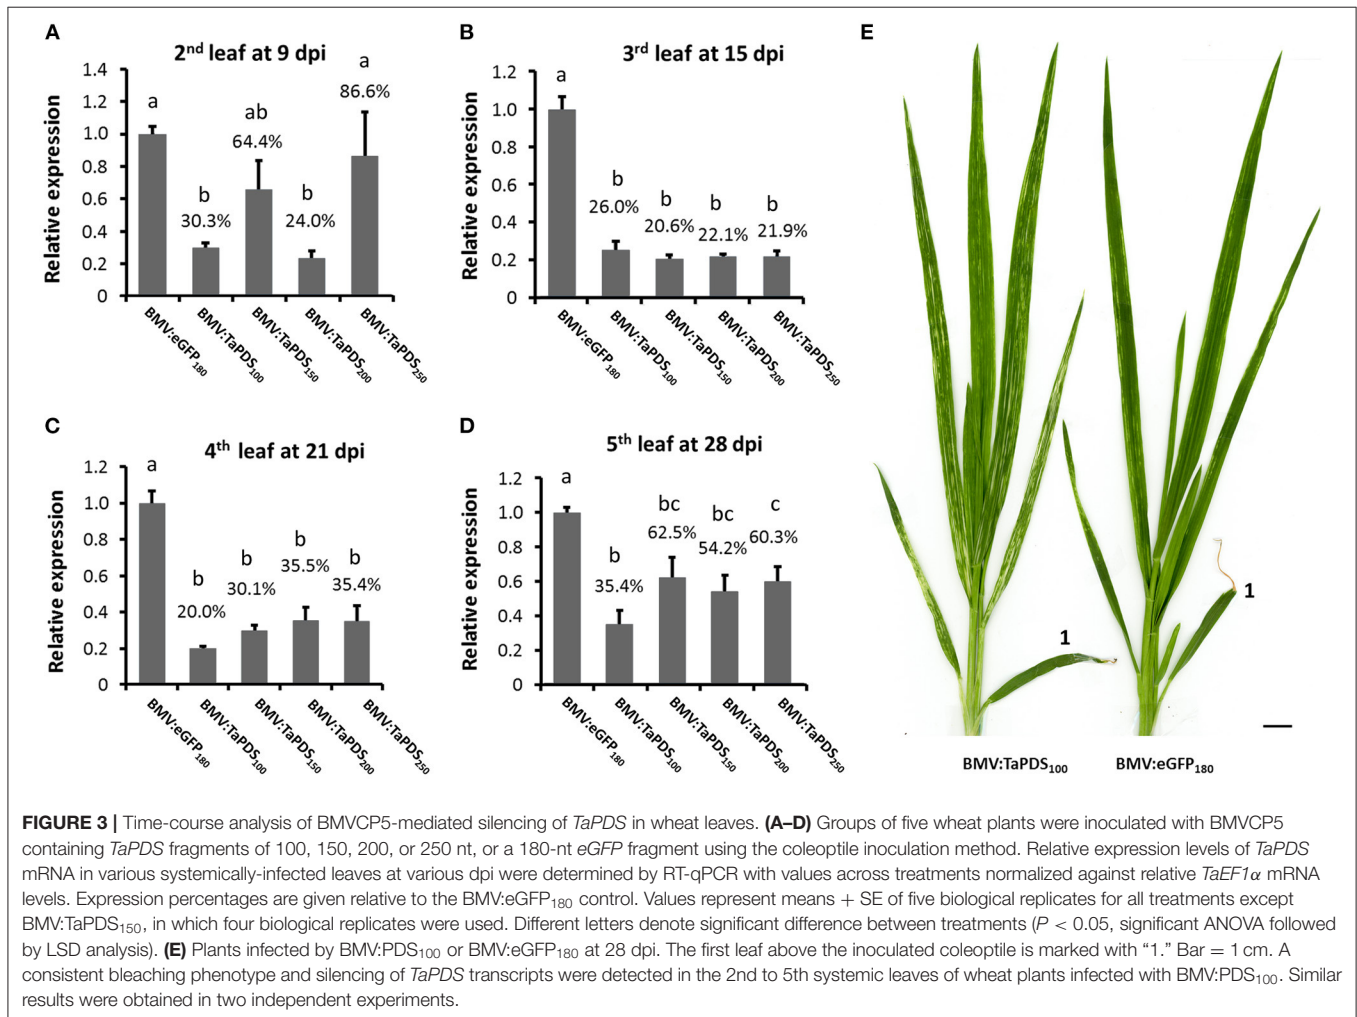 A
2nd leaf at 9 dpi
Relative expression
1.4
1.2
1.0
0.8
0.6
0.4
0.2
0
a
b
30.3%
ab
64.4%
b
24.0%
a
86.6%
BMV:eGFP180
BMV:TaPDS100
BMV:TaPDS150
BMV:TaPDS200
BMV:TaPDS250
B
3rd leaf at 15 dpi
Relative expression
1.2
1.0
0.8
0.6
0.4
0.2
0
a
b
26.0%
b
20.6%
b
22.1%
b
21.9%
BMV:eGFP180
BMV:TaPDS100
BMV:TaPDS150
BMV:TaPDS200
BMV:TaPDS250
C
4th leaf at 21 dpi
Relative expression
1.2
1.0
0.8
0.6
0.4
0.2
0
a
b
20.0%
b
30.1%
b
35.5%
b
35.4%
BMV:eGFP180
BMV:TaPDS100
BMV:TaPDS150
BMV:TaPDS200
BMV:TaPDS250
D
5th leaf at 28 dpi
Relative expression
1.2
1.0
0.8
0.6
0.4
0.2
0
a
b
35.4%
bc
62.5%
bc
54.2%
c
60.3%
BMV:eGFP180
BMV:TaPDS100
BMV:TaPDS150
BMV:TaPDS200
BMV:TaPDS250
E
1
1
BMV:TaPDS100
BMV:eGFP180
FIGURE 3 | Time-course analysis of BMVCP5-mediated silencing of TaPDS in wheat leaves. (A–D) Groups of five wheat plants were inoculated with BMVCP5
containing TaPDS fragments of 100, 150, 200, or 250 nt, or a 180-nt eGFP fragment using the coleoptile inoculation method. Relative expression levels of TaPDS
mRNA in various systemically-infected leaves at various dpi were determined by RT-qPCR with values across treatments normalized against relative TaEF1α mRNA
levels. Expression percentages are given relative to the BMV:eGFP180 control. Values represent means + SE of five biological replicates for all treatments except
BMV:TaPDS150, in which four biological replicates were used. Different letters denote significant difference between treatments (P < 0.05, significant ANOVA followed
by LSD analysis). (E) Plants infected by BMV:PDS100 or BMV:eGFP180 at 28 dpi. The first leaf above the inoculated coleoptile is marked with “1.” Bar = 1 cm. A
consistent bleaching phenotype and silencing of TaPDS transcripts were detected in the 2nd to 5th systemic leaves of wheat plants infected with BMV:PDS100. Similar
results were obtained in two independent experiments.